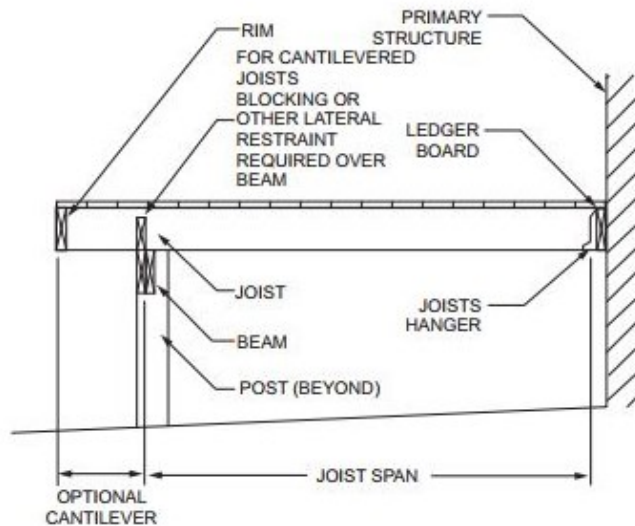 RIM
FOR CANTILEVERED
JOISTS
BLOCKING OR
OTHER LATERAL
RESTRAINT
REQUIRED OVER
BEAM
PRIMARY
STRUCTURE
LEDGER
BOARD
JOIST
BEAM
POST (BEYOND)
JOISTS
HANGER
OPTIONAL
CANTILEVER
JOIST SPAN